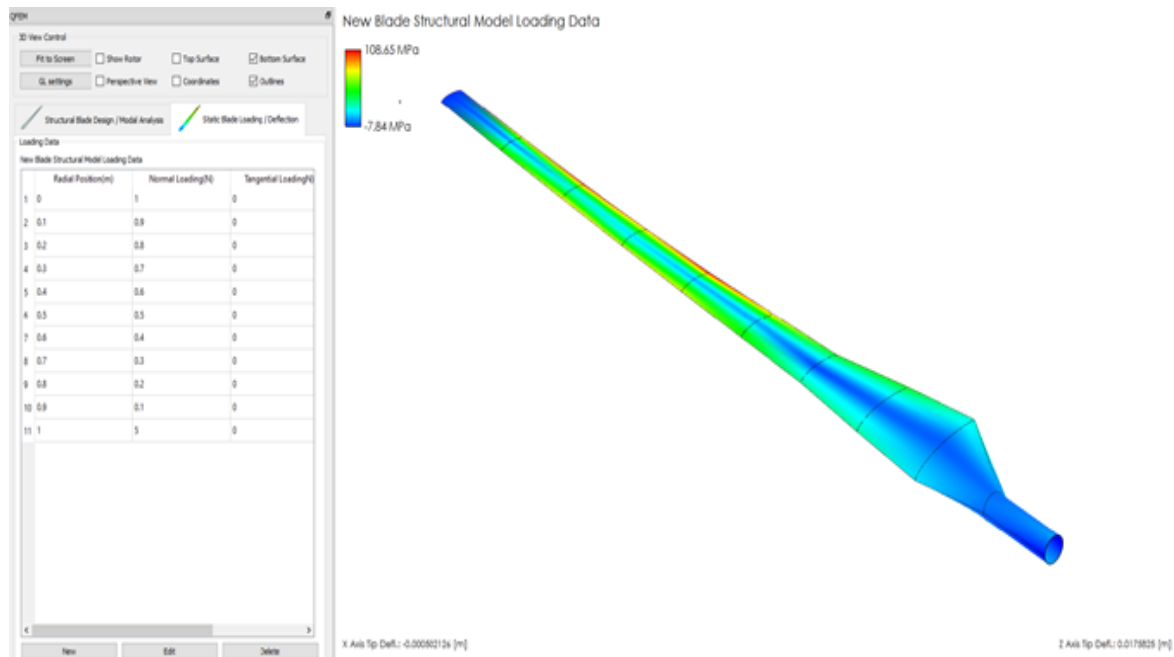 QFEM
3D View Control
Fit to Screen Show Rotor Top Surface Bottom Surface
GL settings Perspective View Coordinates Outlines
Structural Blade Design / Modal Analysis Static Blade Loading / Deflection
Loading Data
New Blade Structural Model Loading Data
Radial Position(m) Normal Loading(N) Tangential Loading(N)
1 0 1 0
2 0.1 0.9 0
3 0.2 0.8 0
4 0.3 0.7 0
5 0.4 0.6 0
6 0.5 0.5 0
7 0.6 0.4 0
8 0.7 0.3 0
9 0.8 0.2 0
10 0.9 0.1 0
11 1 5 0
New Edit Delete
New Blade Structural Model Loading Data
108.65 MPa
-7.84 MPa
X Axis Tip Defl.: -0.000502126 [m]
Z Axis Tip Defl.: 0.0175825 [m]